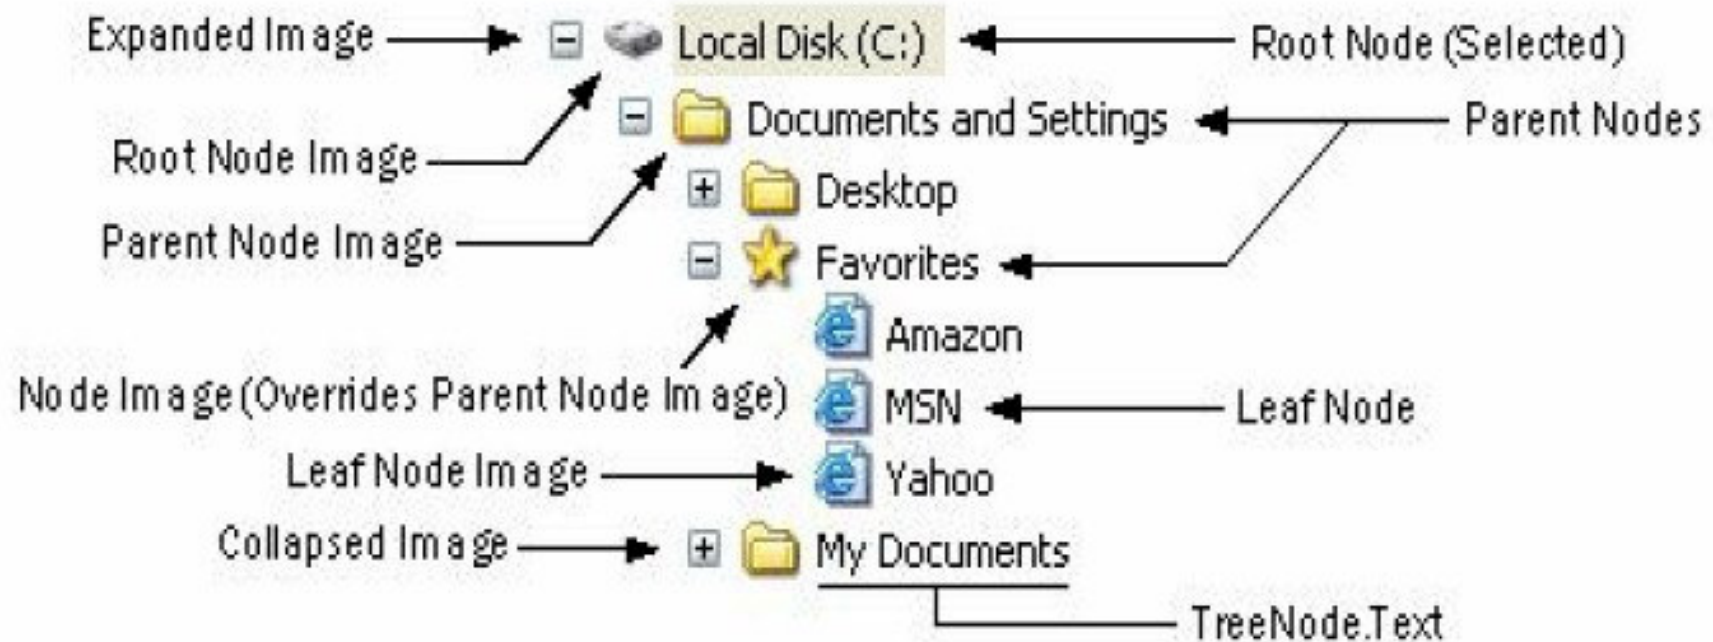 Expanded Image
Local Disk (C:)
Root Node (Selected)
Documents and Settings
Parent Nodes
Root Node Image
Desktop
Parent Node Image
Favorites
Amazon
Node Image (Overrides Parent Node Image)
MSN
Leaf Node
Leaf Node Image
Yahoo
Collapsed Image
My Documents
TreeNode.Text